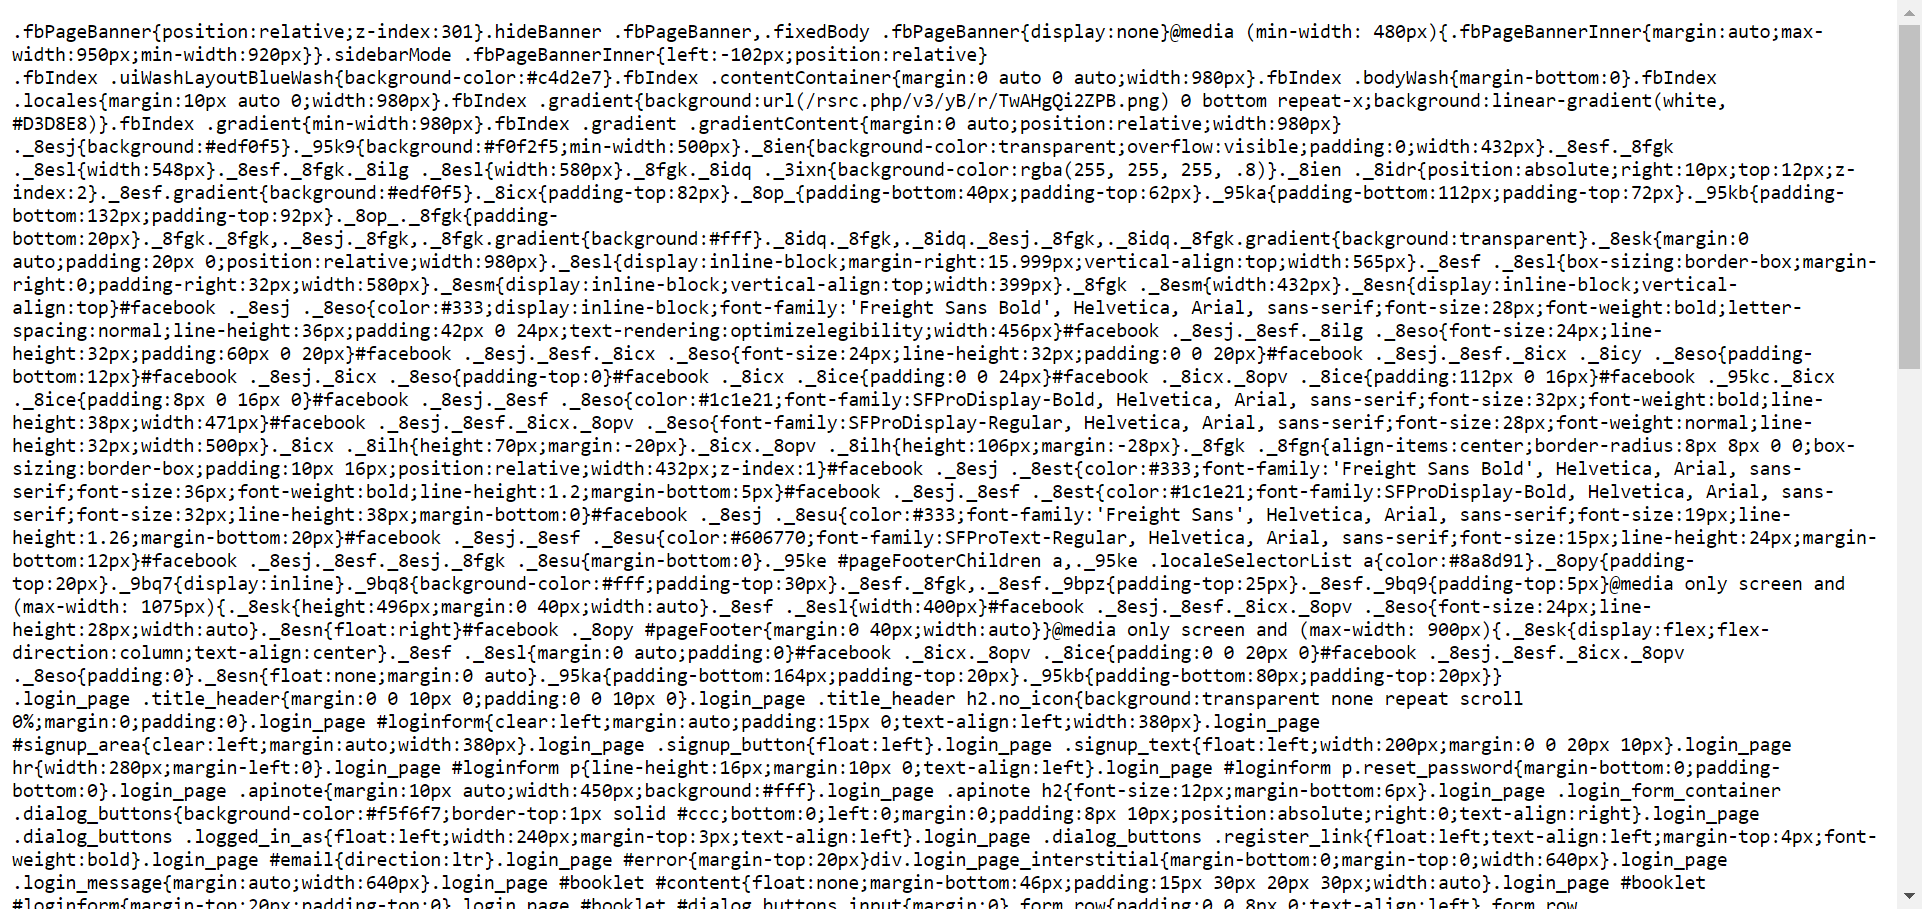 .fbPageBanner{position:relative;z-index:301}.hideBanner .fbPageBanner,.fixedBody .fbPageBanner{display:none}@media (min-width: 480px){.fbPageBannerInner{margin:auto;max-
width:950px;min-width:920px}}.sidebarMode .fbPageBannerInner{left:-102px;position:relative}
.fbIndex .uiWashLayoutBlueWash{background-color:#c4d2e7}.fbIndex .contentContainer{margin:0 auto 0 auto;width:980px}.fbIndex .bodyWash{margin-bottom:0}.fbIndex
.locales{margin:10px auto 0;width:980px}.fbIndex .gradient{background:url(/rsrc.php/v3/yB/r/TwAHgQi2ZPB.png) 0 bottom repeat-x;background:linear-gradient(white,
#D3D8E8)}.fbIndex .gradient{min-width:980px}.fbIndex .gradient .gradientContent{margin:0 auto;position:relative;width:980px}
._8esj{background:#edf0f5}._95k9{background:#f0f2f5;min-width:500px}._8ien{background-color:transparent;overflow:visible;padding:0;width:432px}._8esf._8fgk
._8esl{width:548px}._8esf._8fgk._8ilg ._8esl{width:580px}._8fgk._8idq ._3ixn{background-color:rgba(255, 255, 255, .8)}._8ien ._8idr{position:absolute;right:10px;top:12px;z-
index:2}._8esf.gradient{background:#edf0f5}._8icx{padding-top:82px}._8op_{padding-bottom:40px;padding-top:62px}._95ka{padding-bottom:112px;padding-top:72px}._95kb{padding-
bottom:132px;padding-top:92px}._8op_._8fgk{padding-
bottom:20px}._8fgk._8fgk,._8esj._8fgk,._8fgk.gradient{background:#fff}._8idq._8fgk,._8idq._8esj._8fgk,._8idq._8fgk.gradient{background:transparent}._8esk{margin:0
auto;padding:20px 0;position:relative;width:980px}._8esl{display:inline-block;margin-right:15.999px;vertical-align:top;width:565px}._8esf ._8esl{box-sizing:border-box;margin-
right:0;padding-right:32px;width:580px}._8esm{display:inline-block;vertical-align:top;width:399px}._8fgk ._8esm{width:432px}._8esn{display:inline-block;vertical-
align:top}#facebook ._8esj ._8eso{color:#333;display:inline-block;font-family:'Freight Sans Bold', Helvetica, Arial, sans-serif;font-size:28px;font-weight:bold;letter-
spacing:normal;line-height:36px;padding:42px 0 24px;text-rendering:optimizelegibility;width:456px}#facebook ._8esj._8esf._8ilg ._8eso{font-size:24px;line-
height:32px;padding:60px 0 20px}#facebook ._8esj._8esf._8icx ._8eso{font-size:24px;line-height:32px;padding:0 0 20px}#facebook ._8esj._8esf._8icx ._8icy ._8eso{padding-
bottom:12px}#facebook ._8esj._8icx ._8eso{padding-top:0}#facebook ._8icx ._8ice{padding:0 0 24px}#facebook ._8icx._8opv ._8ice{padding:112px 0 16px}#facebook ._95kc._8icx
._8ice{padding:8px 0 16px 0}#facebook ._8esj._8esf ._8eso{color:#1c1e21;font-family:SFProDisplay-Bold, Helvetica, Arial, sans-serif;font-size:32px;font-weight:bold;line-
height:38px;width:471px}#facebook ._8esj._8esf._8icx._8opv ._8eso{font-family:SFProDisplay-Regular, Helvetica, Arial, sans-serif;font-size:28px;font-weight:normal;line-
height:32px;width:500px}._8icx ._8ilh{height:70px;margin:-20px}._8icx._8opv ._8ilh{height:106px;margin:-28px}._8fgk ._8fgn{align-items:center;border-radius:8px 8px 0 0;box-
sizing:border-box;padding:10px 16px;position:relative;width:432px;z-index:1}#facebook ._8esj ._8est{color:#333;font-family:'Freight Sans Bold', Helvetica, Arial, sans-
serif;font-size:36px;font-weight:bold;line-height:1.2;margin-bottom:5px}#facebook ._8esj._8esf ._8est{color:#1c1e21;font-family:SFProDisplay-Bold, Helvetica, Arial, sans-
serif;font-size:32px;line-height:38px;margin-bottom:0}#facebook ._8esj ._8esu{color:#333;font-family:'Freight Sans', Helvetica, Arial, sans-serif;font-size:19px;line-
height:1.26;margin-bottom:20px}#facebook ._8esj._8esf ._8esu{color:#606770;font-family:SFProText-Regular, Helvetica, Arial, sans-serif;font-size:15px;line-height:24px;margin-
bottom:12px}#facebook ._8esj._8esf._8esj._8fgk ._8esu{margin-bottom:0}._95ke #pageFooterChildren a,._95ke .localeSelectorList a{color:#8a8d91}._8opy{padding-
top:20px}._9bq7{display:inline}._9bq8{background-color:#fff;padding-top:30px}._8esf._8fgk,._8esf._9bpz{padding-top:25px}._8esf._9bq9{padding-top:5px}@media only screen and
(max-width: 1075px){._8esk{height:496px;margin:0 40px;width:auto}._8esf ._8esl{width:400px}#facebook ._8esj._8esf._8icx._8opv ._8eso{font-size:24px;line-
height:28px;width:auto}._8esn{float:right}#facebook ._8opy #pageFooter{margin:0 40px;width:auto}}@media only screen and (max-width: 900px){._8esk{display:flex;flex-
direction:column;text-align:center}._8esf ._8esl{margin:0 auto;padding:0}#facebook ._8icx._8opv ._8ice{padding:0 0 20px 0}#facebook ._8esj._8esf._8icx._8opv
._8eso{padding:0}._8esn{float:none;margin:0 auto}._95ka{padding-bottom:164px;padding-top:20px}._95kb{padding-bottom:80px;padding-top:20px}}
.login_page .title_header{margin:0 0 10px 0;padding:0 0 10px 0}.login_page .title_header h2.no_icon{background:transparent none repeat scroll
0%;margin:0;padding:0}.login_page #loginform{clear:left;margin:auto;padding:15px 0;text-align:left;width:380px}.login_page
#signup_area{clear:left;margin:auto;width:380px}.login_page .signup_button{float:left}.login_page .signup_text{float:left;width:200px;margin:0 0 20px 10px}.login_page
hr{width:280px;margin-left:0}.login_page #loginform p{line-height:16px;margin:10px 0;text-align:left}.login_page #loginform p.reset_password{margin-bottom:0;padding-
bottom:0}.login_page .apinote{margin:10px auto;width:450px;background:#fff}.login_page .apinote h2{font-size:12px;margin-bottom:6px}.login_page .login_form_container
.dialog_buttons{background-color:#f5f6f7;border-top:1px solid #ccc;bottom:0;left:0;margin:0;padding:8px 10px;position:absolute;right:0;text-align:right}.login_page
.dialog_buttons .logged_in_as{float:left;width:240px;margin-top:3px;text-align:left}.login_page .dialog_buttons .register_link{float:left;text-align:left;margin-top:4px;font-
weight:bold}.login_page #email{direction:ltr}.login_page #error{margin-top:20px}div.login_page_interstitial{margin-bottom:0;margin-top:0;width:640px}.login_page
.login_message{margin:auto;width:640px}.login_page #booklet #content{float:none;margin-bottom:46px;padding:15px 30px 20px 30px;width:auto}.login_page #booklet
#loginform{margin-top:20px;padding-top:0}.login_page #booklet #dialog_buttons input{margin:0}.form_row{padding:0 0 8px 0;text-align:left}.form_row